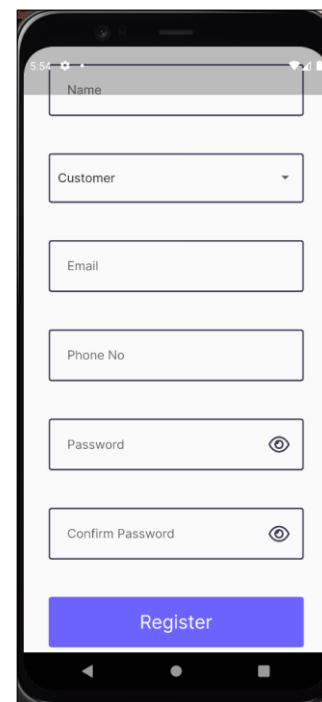 5:54
Name
Customer
Email
Phone No
Password
Confirm Password
Register